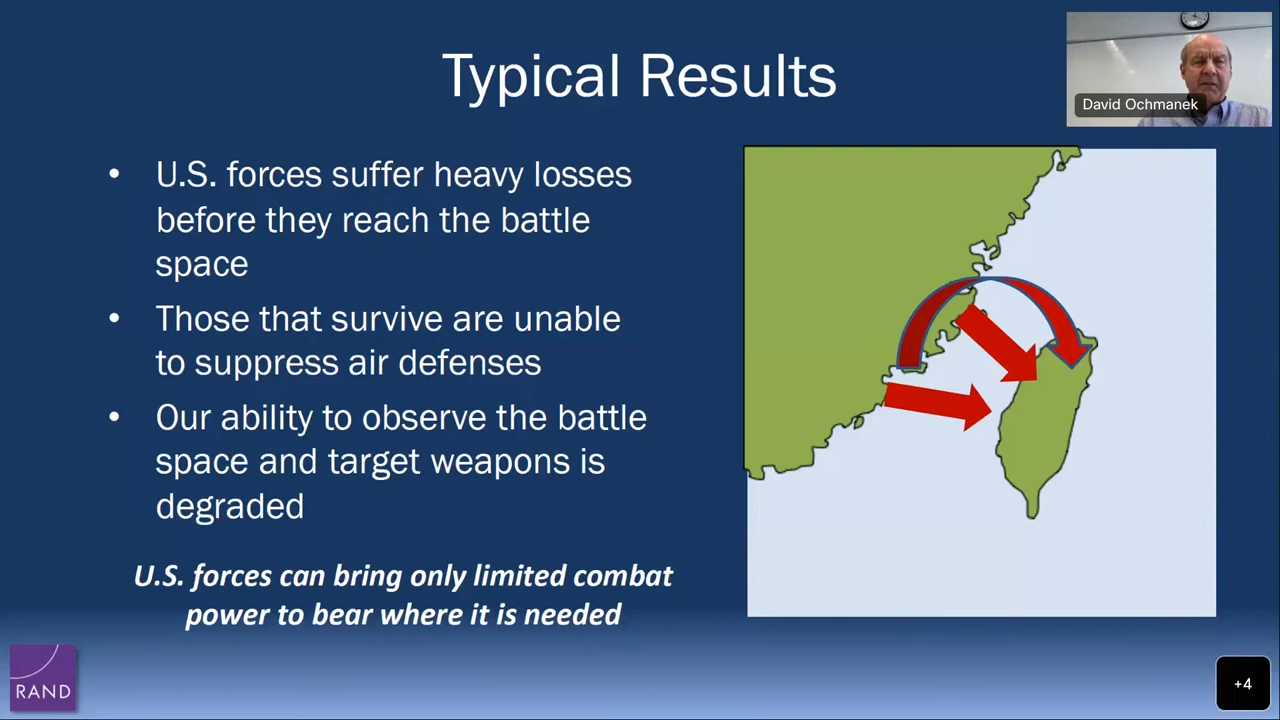 Typical Results
David Ochmanek
• U.S. forces suffer heavy losses
before they reach the battle
space
• Those that survive are unable
to suppress air defenses
• Our ability to observe the battle
space and target weapons is
degraded
U.S. forces can bring only limited combat
power to bear where it is needed
RAND
+4